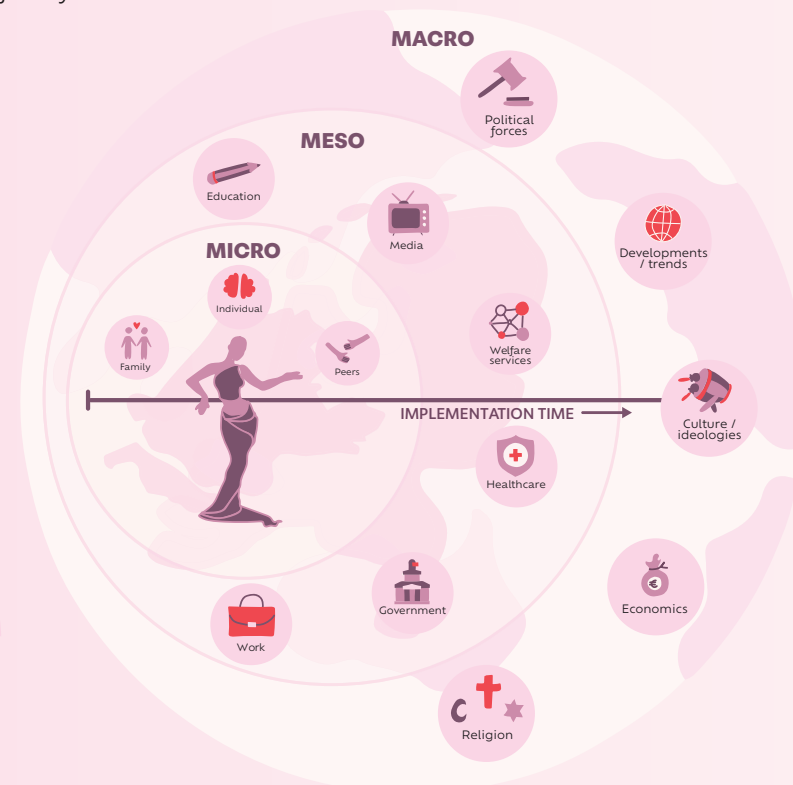 MACRO
Political
forces
MESO
Education
Media
Developments
/ trends
MICRO
Individual
Family
Peers
Welfare
services
IMPLEMENTATION TIME
Culture /
ideologies
Healthcare
€
Economics
Government
Work
Religion